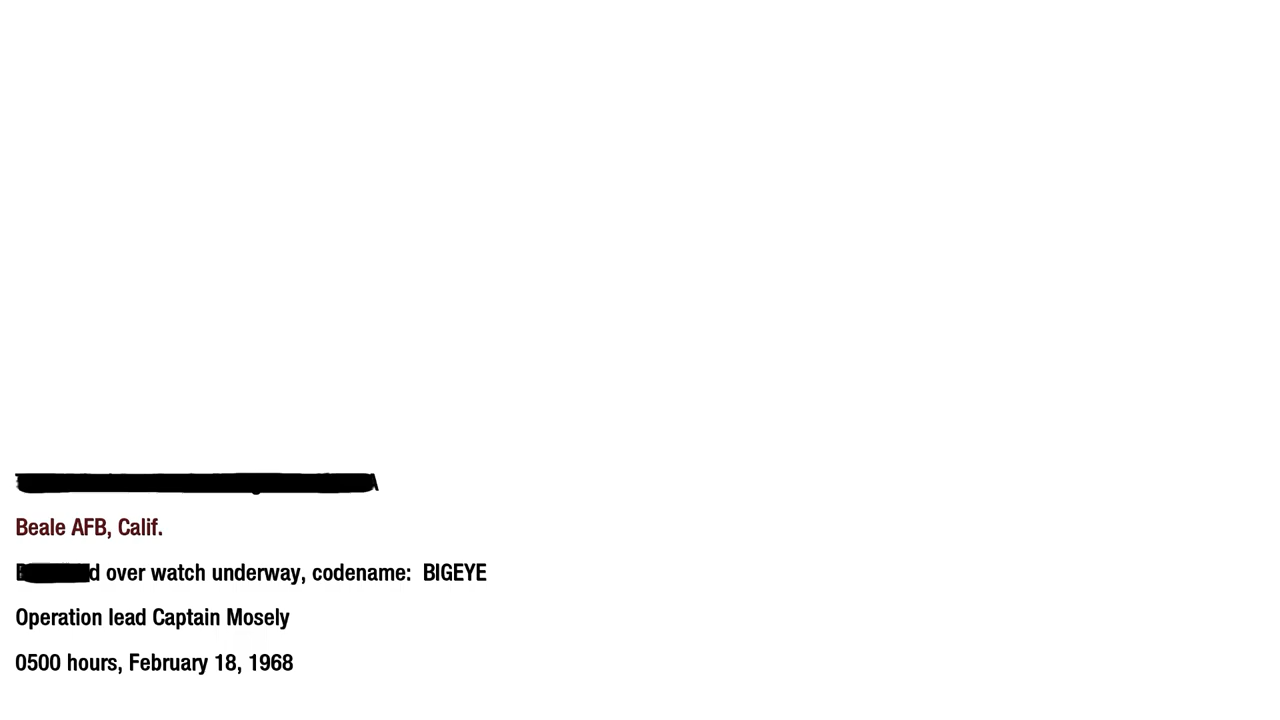 Beale AFB, Calif.
over watch underway, codename: BIGEYE
Operation lead Captain Mosely
0500 hours, February 18, 1968